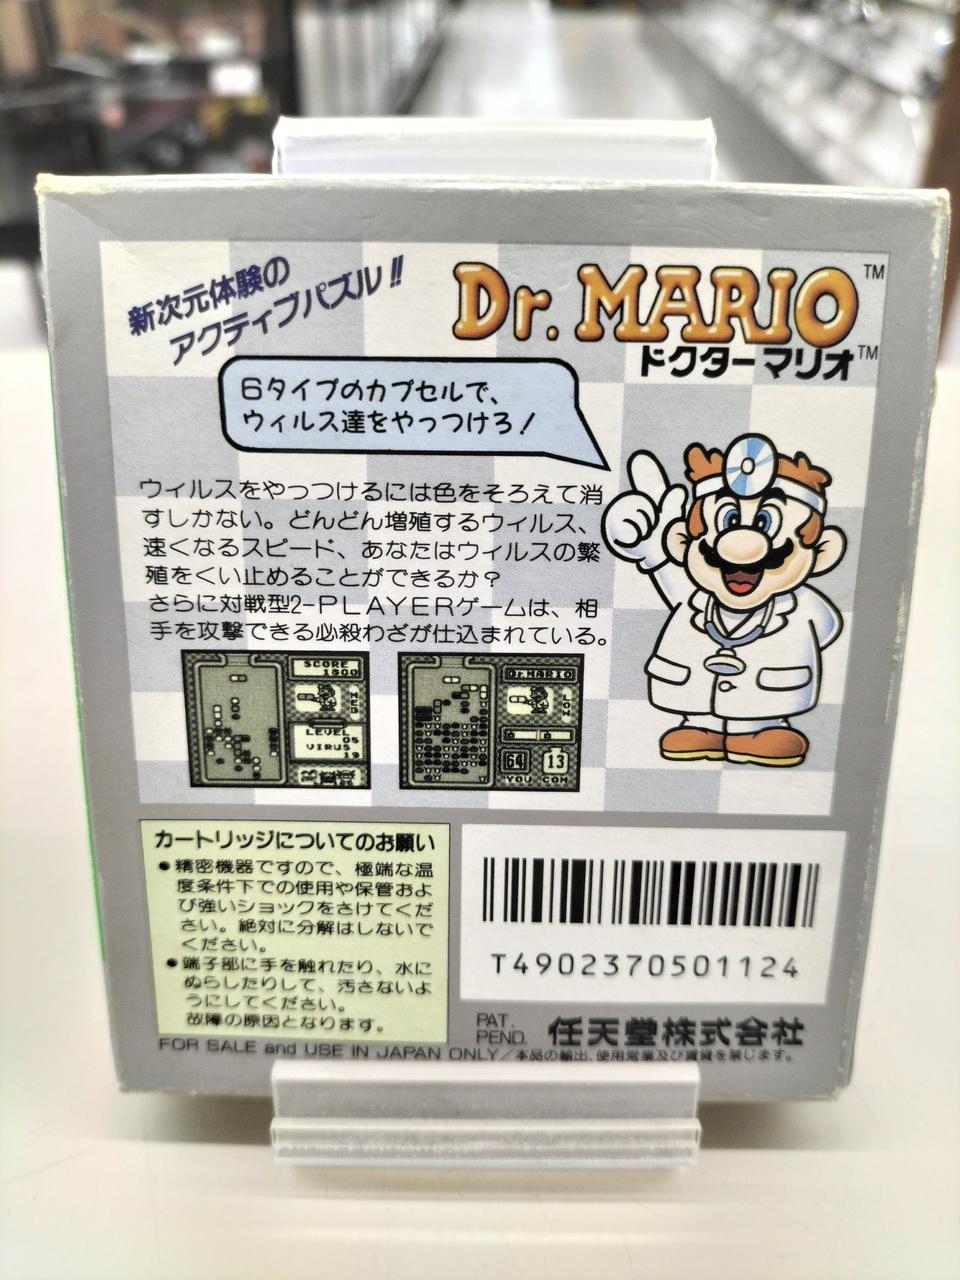 新次元体験の
アクティブパズル!!
Dr. MARIO™
ドクターマリオ™
6タイプのカプセルで、
ウィルス達をやっつけろ!
ウィルスをやっつけるには色をそろえて消
すしかない。どんどん増殖するウィルス、
速くなるスピード、あなたはウィルスの繁
殖をくい止めることができるか?
さらに対戦型2-PLAYERゲームは、相
手を攻撃できる必殺わざが仕込まれている。
SCORE
1800
MED
LEVEL
05
VIRUS
19
Dr.MARIO
LOW
64 13
YOU COM
カートリッジについてのお願い
●精密機器ですので、極端な温
度条件下での使用や保管およ
び強いショックをさけてくだ
さい。絶対に分解はしないで
ください。
●端子部に手を触れたり、水に
ぬらしたりして、汚さないよ
うにしてください。
故障の原因となります。
T4902370501124
PAT.
PEND.
任天堂株式会社
FOR SALE and USE IN JAPAN ONLY/本品の輸出、使用営業及び賃貸を禁じます。